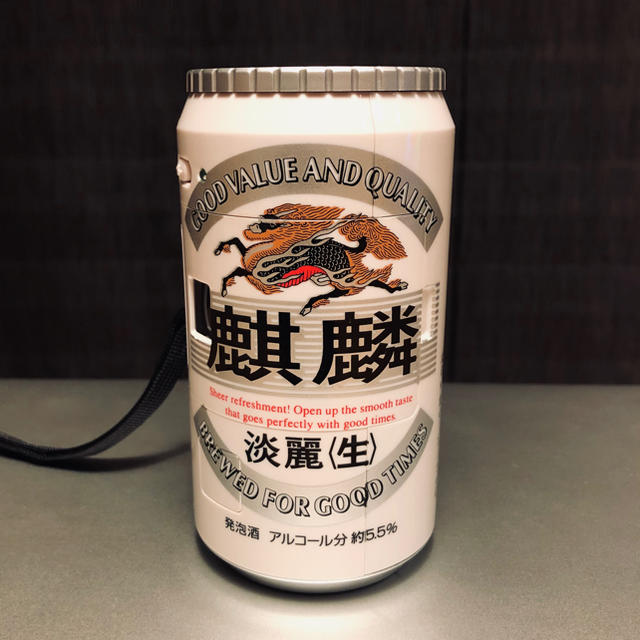 GOOD VALUE AND QUALITY
麒麟
Sheer refreshment! Open up the smooth taste
that goes perfectly with good times.
淡麗〈生〉
BREWED FOR GOOD TIMES
発泡酒 アルコール分 約5.5%